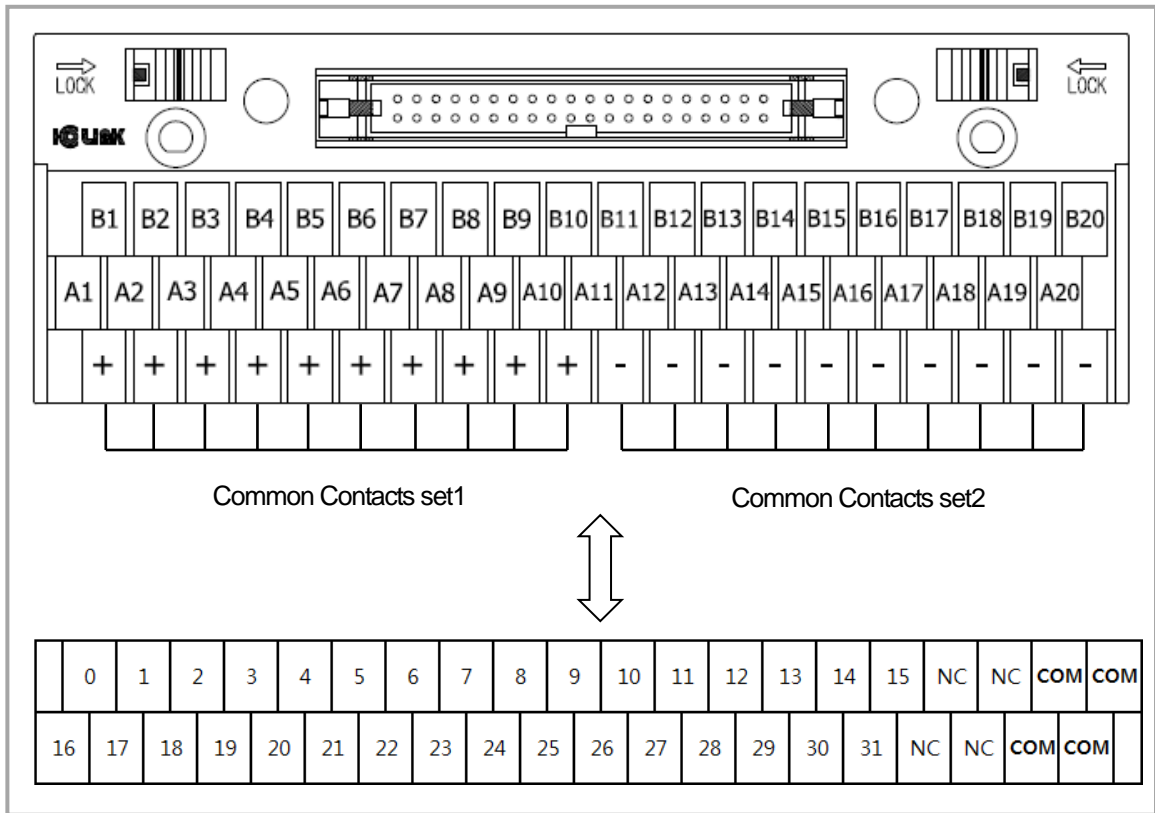 LOCK LOCK
B1 B2 B3 B4 B5 B6 B7 B8 B9 B10 B11 B12 B13 B14 B15 B16 B17 B18 B19 B20
A1 A2 A3 A4 A5 A6 A7 A8 A9 A10 A11 A12 A13 A14 A15 A16 A17 A18 A19 A20
+ + + + + + + + + + - - - - - - - - - -
Common Contacts set1 Common Contacts set2
0 1 2 3 4 5 6 7 8 9 10 11 12 13 14 15 NC NC COM COM
16 17 18 19 20 21 22 23 24 25 26 27 28 29 30 31 NC NC COM COM